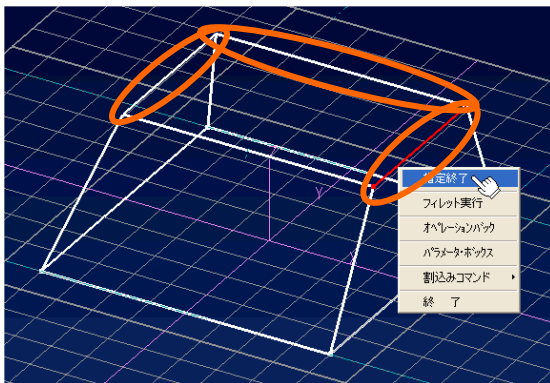 Y
指定終了
フィレット実行
オペレーションバック
パラメータ・ボックス
割込みコマンド
終 了